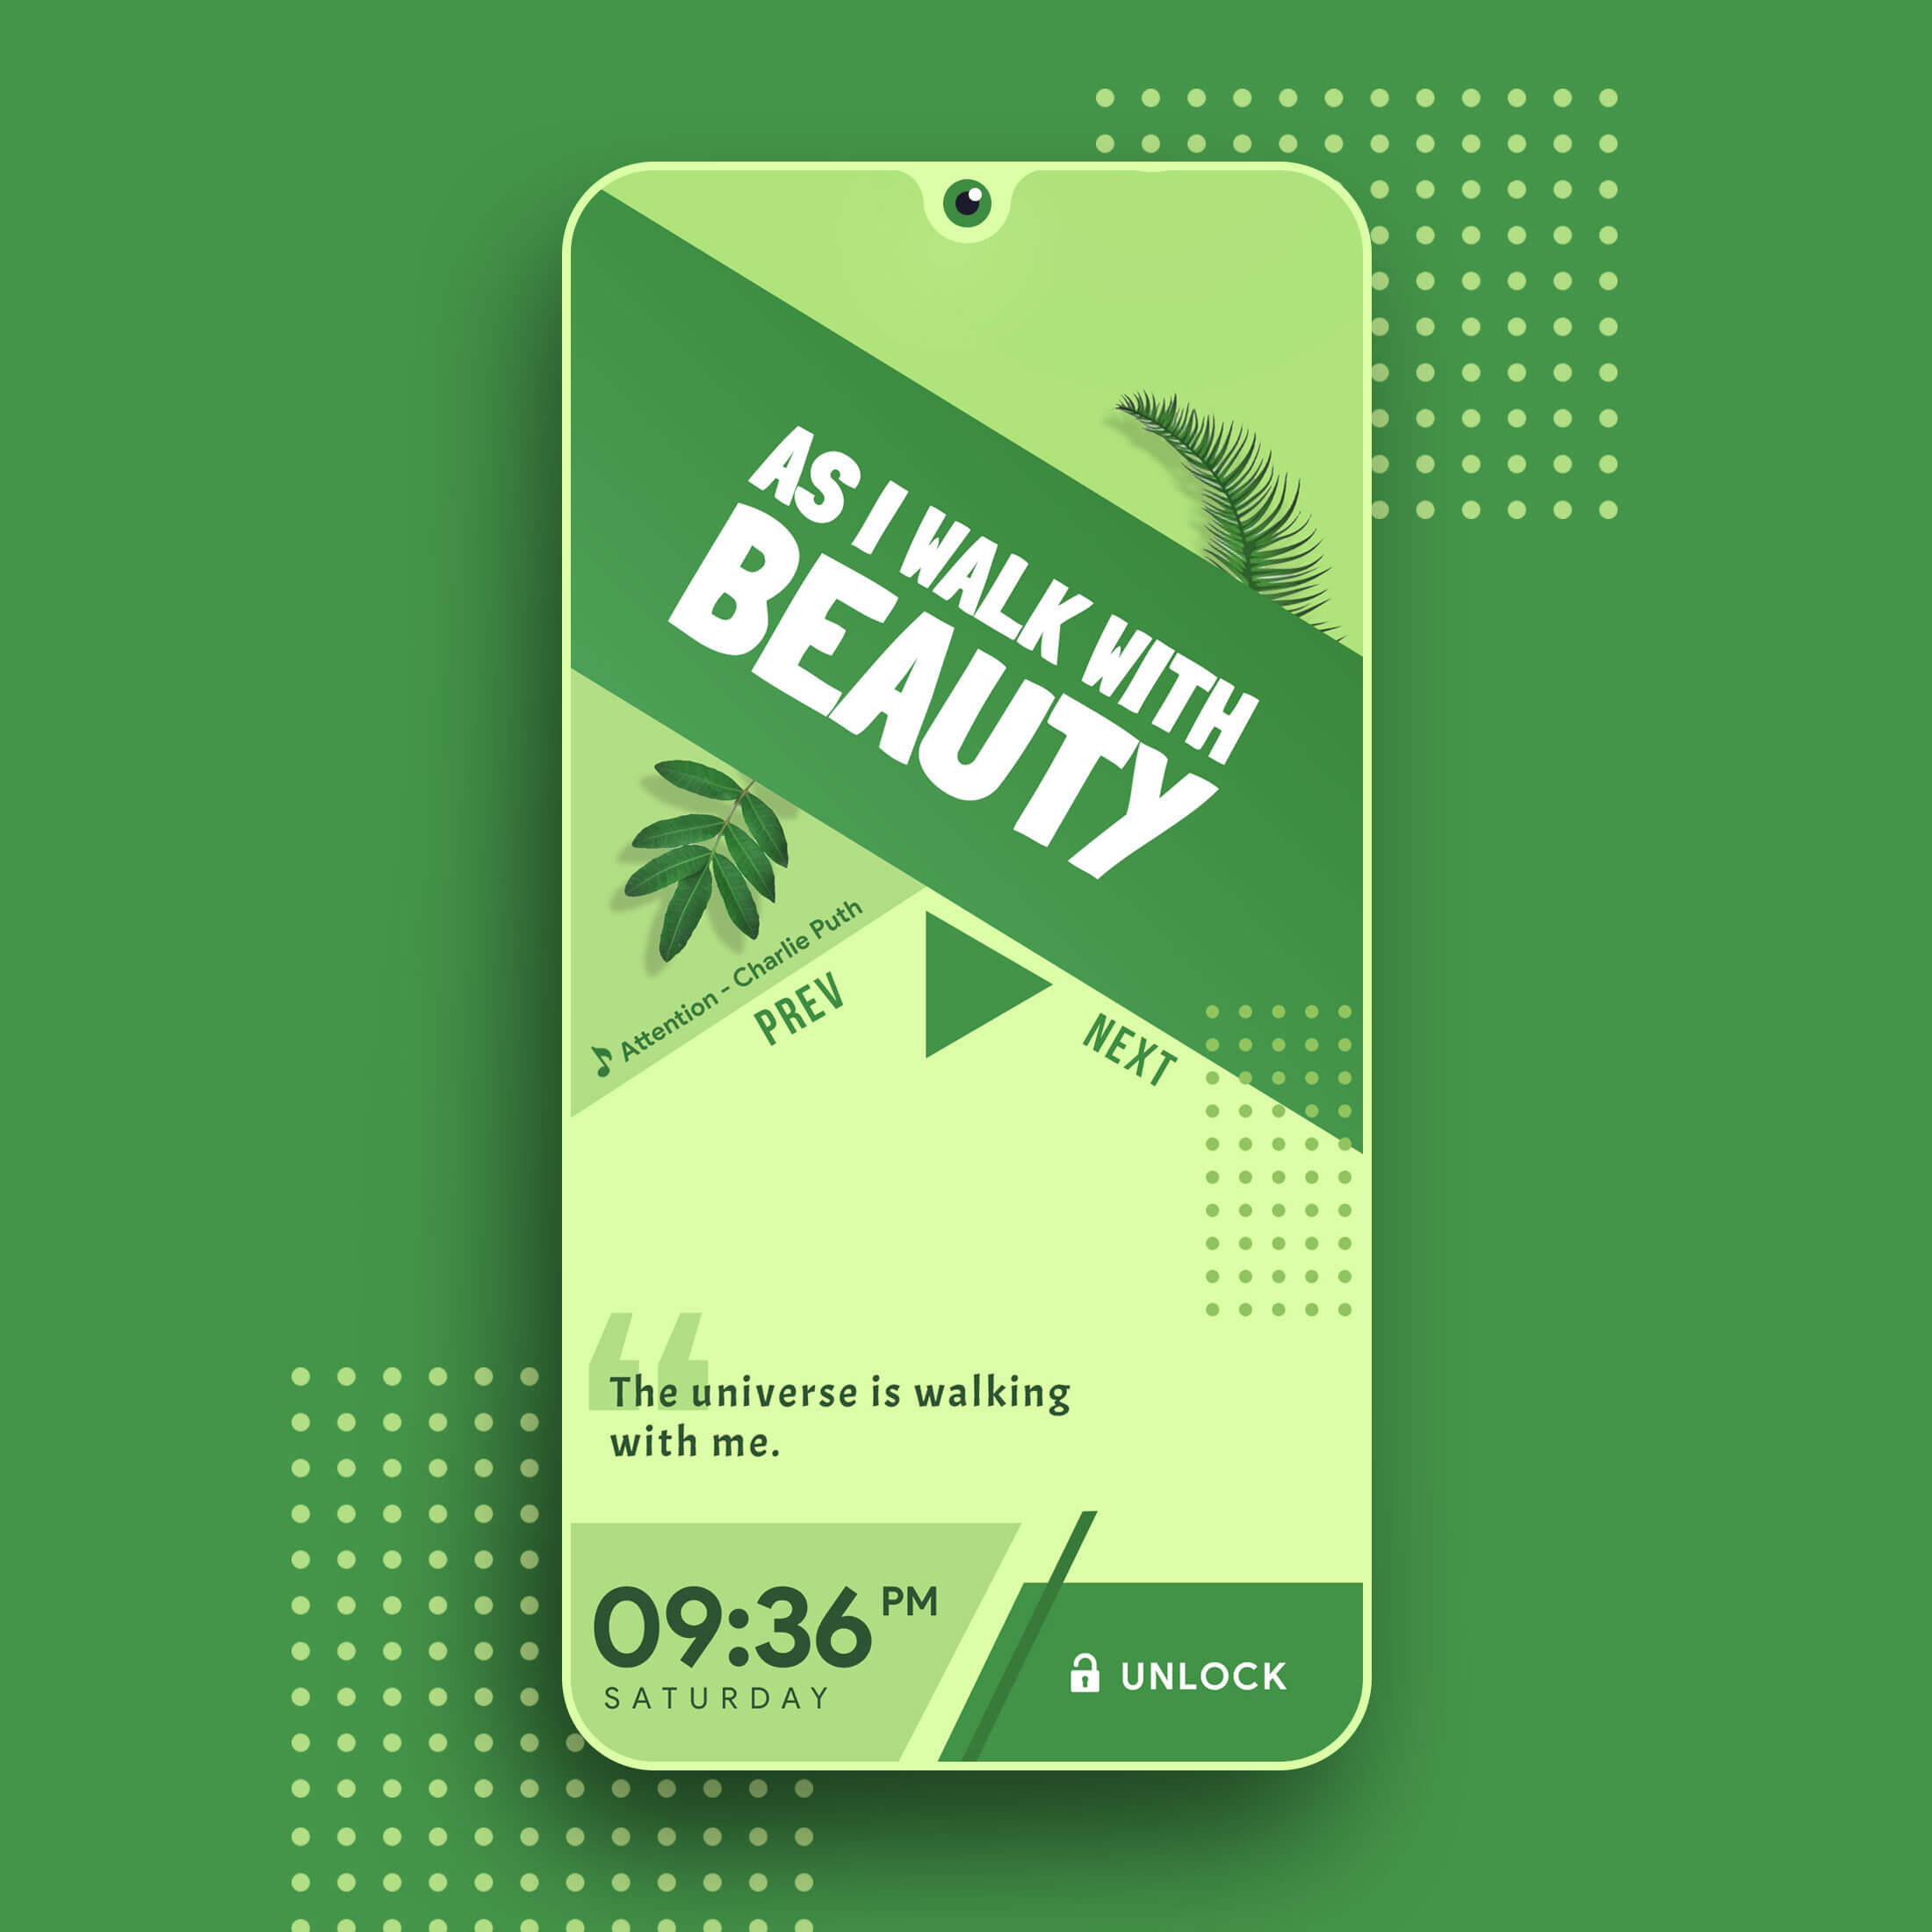 AS I WALK WITH
BEAUTY
♪ Attention - Charlie Puth
PREV
NEXT
“
The universe is walking
with me.
09:36 PM
SATURDAY
UNLOCK